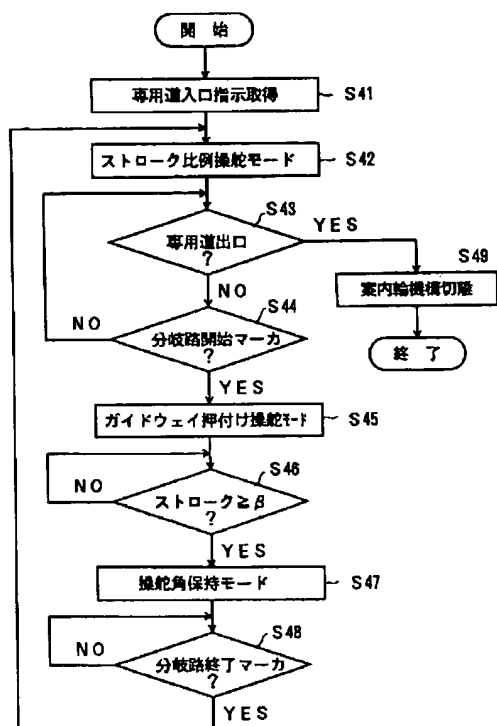 開 始
専用道入口指示取得
S41
ストローク比例操舵モード
S42
S43
専用道出口
?
YES
S49
案内輪機構切離
終 了
NO
S44
分岐路開始マーカ
?
NO
YES
ガイドウェイ押付け操舵モード
S45
S46
ストローク≧β
?
NO
YES
操舵角保持モード
S47
S48
分岐路終了マーカ
?
NO
YES